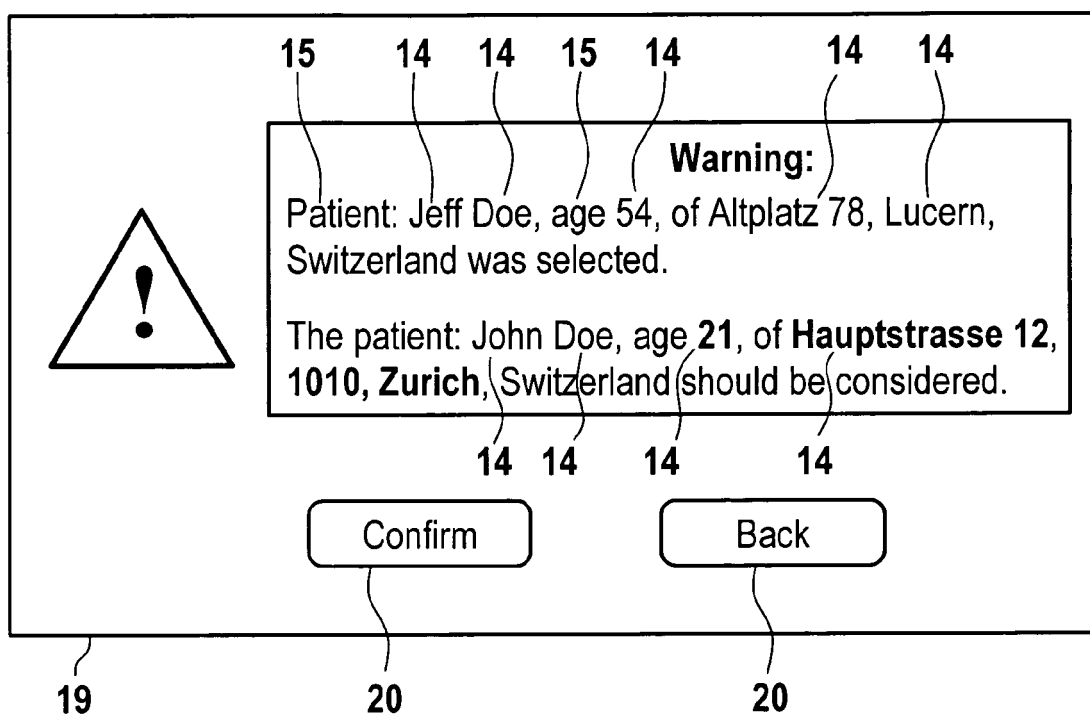 15 14 14 15 14 14 14
Warning:
Patient: Jeff Doe, age 54, of Altplatz 78, Lucern,
Switzerland was selected.
!
The patient: John Doe, age 21, of Hauptstrasse 12,
1010, Zurich, Switzerland should be considered.
14 14 14 14
Confirm Back
19 20 20